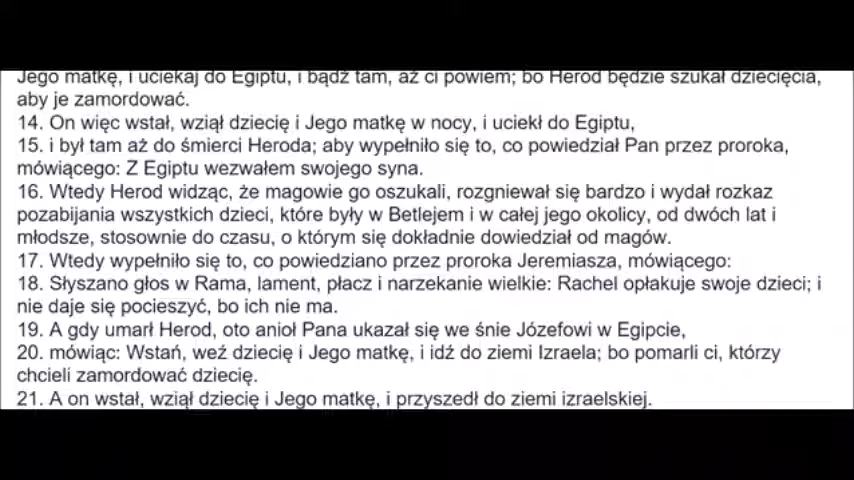 Jego matkę, i uciekaj do Egiptu, i bądź tam, aż ci powiem; bo Herod będzie szukał dziecięcia,
aby je zamordować.
14. On więc wstał, wziął dziecię i Jego matkę w nocy, i uciekł do Egiptu,
15. i był tam aż do śmierci Heroda; aby wypełniło się to, co powiedział Pan przez proroka,
mówiącego: Z Egiptu wezwałem swojego syna.
16. Wtedy Herod widząc, że magowie go oszukali, rozgniewał się bardzo i wydał rozkaz
pozabijania wszystkich dzieci, które były w Betlejem i w całej jego okolicy, od dwóch lat i
młodsze, stosownie do czasu, o którym się dokładnie dowiedział od magów.
17. Wtedy wypełniło się to, co powiedziano przez proroka Jeremiasza, mówiącego:
18. Słyszano głos w Rama, lament, płacz i narzekanie wielkie: Rachel opłakuje swoje dzieci; i
nie daje się pocieszyć, bo ich nie ma.
19. A gdy umarł Herod, oto anioł Pana ukazał się we śnie Józefowi w Egipcie,
20. mówiąc: Wstań, weź dziecię i Jego matkę, i idź do ziemi Izraela; bo pomarli ci, którzy
chcieli zamordować dziecię.
21. A on wstał, wziął dziecię i Jego matkę, i przyszedł do ziemi izraelskiej.